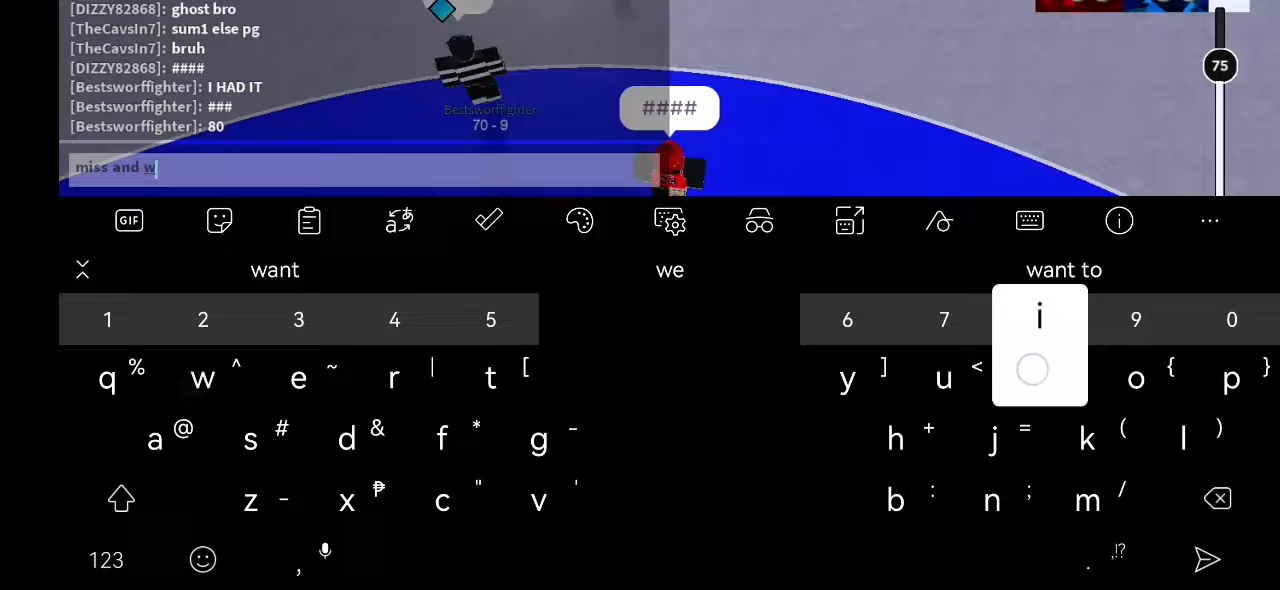 [DIZZY82868]: ghost bro
[TheCavsIn7]: sum1 else pg
[TheCavsIn7]: bruh
[DIZZY82868]: ####
[Bestsworffighter]: I HAD IT
[Bestsworffighter]: ###
[Bestsworffighter]: 80
Bestsworffighter
70 - 9
####
75
miss and w
GIF
want we want to
1 2 3 4 5 6 7 i 9 0
q % w ^ e ~ r | t [ y ] u < o { p }
a @ s # d & f * g - h + j = k ( l )
z - x ₱ c " v ' b : n ; m /
123 , . ,!?